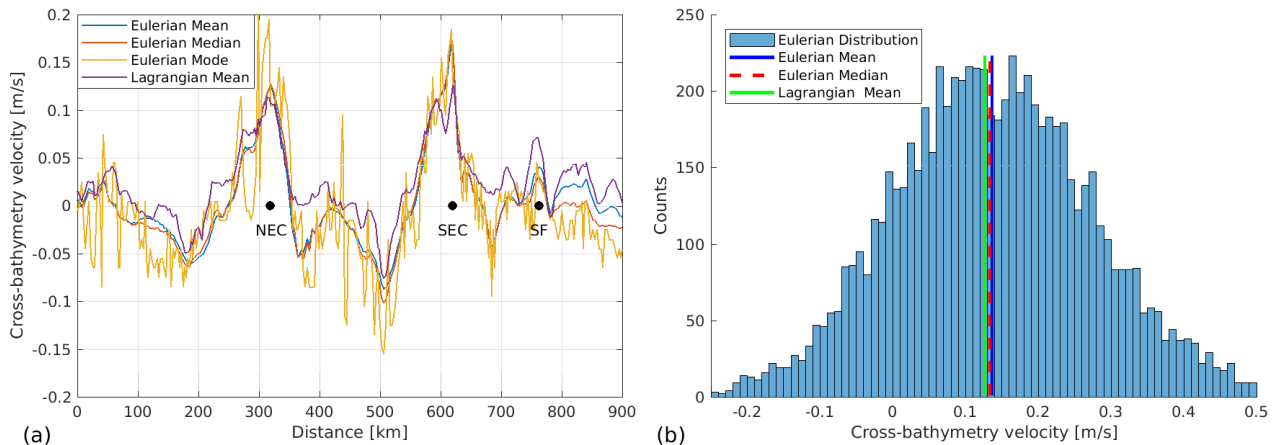 Eulerian Mean
Eulerian Median
Eulerian Mode
Lagrangian Mean
Cross-bathymetry velocity [m/s]
0.2
0.15
0.1
0.05
0
-0.05
-0.1
-0.15
-0.2
NEC
SEC
SF
0 100 200 300 400 500 600 700 800 900
Distance [km]
(a)
Eulerian Distribution
Eulerian Mean
Eulerian Median
Lagrangian Mean
Counts
250
200
150
100
50
0
-0.2 -0.1 0 0.1 0.2 0.3 0.4 0.5
Cross-bathymetry velocity [m/s]
(b)